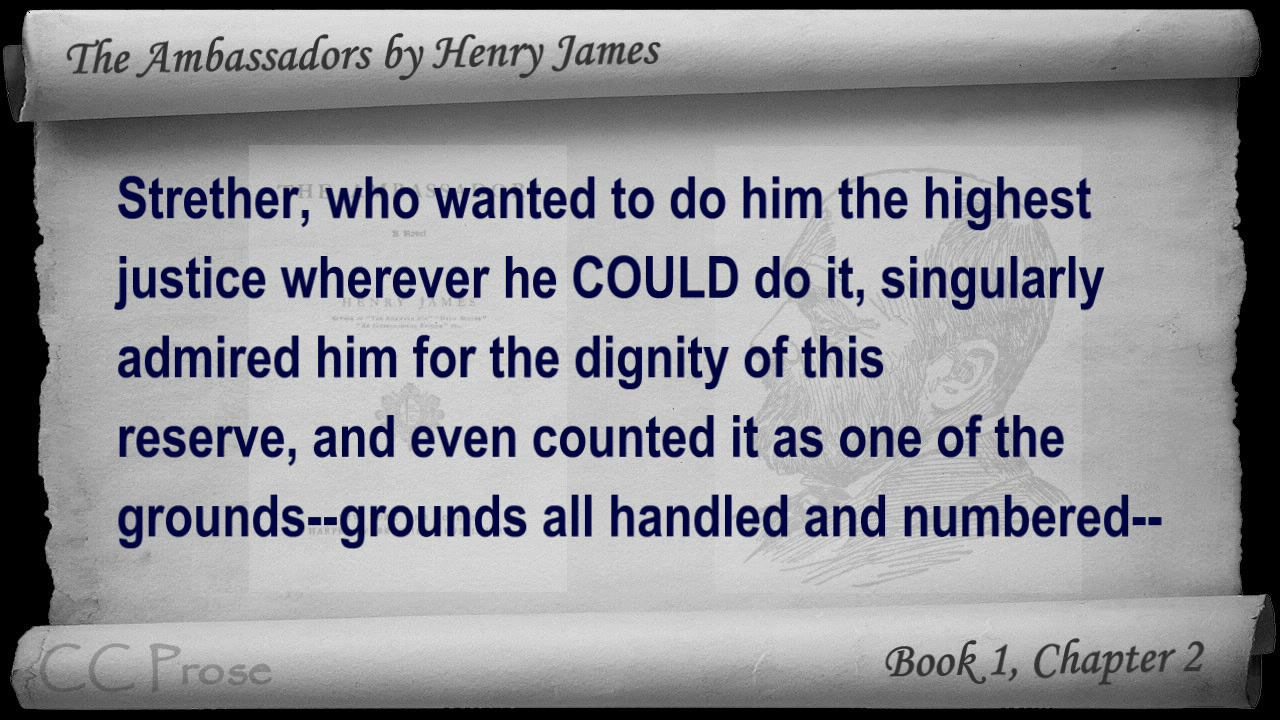 The Ambassadors by Henry James
Strether, who wanted to do him the highest
justice wherever he COULD do it, singularly
admired him for the dignity of this
reserve, and even counted it as one of the
grounds--grounds all handled and numbered--
CC Prose
Book 1, Chapter 2